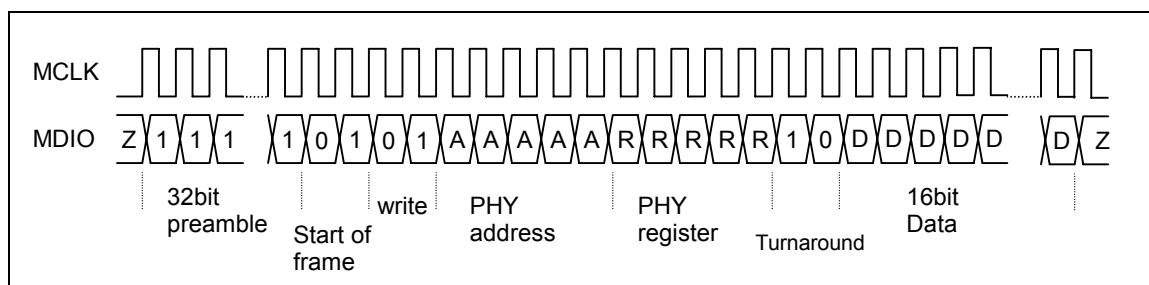 MCLK
MDIO Z 1 1 1 1 0 1 0 1 A A A A A R R R R R 1 0 D D D D D D Z
32bit preamble
Start of frame
write
PHY address
PHY register
Turnaround
16bit Data